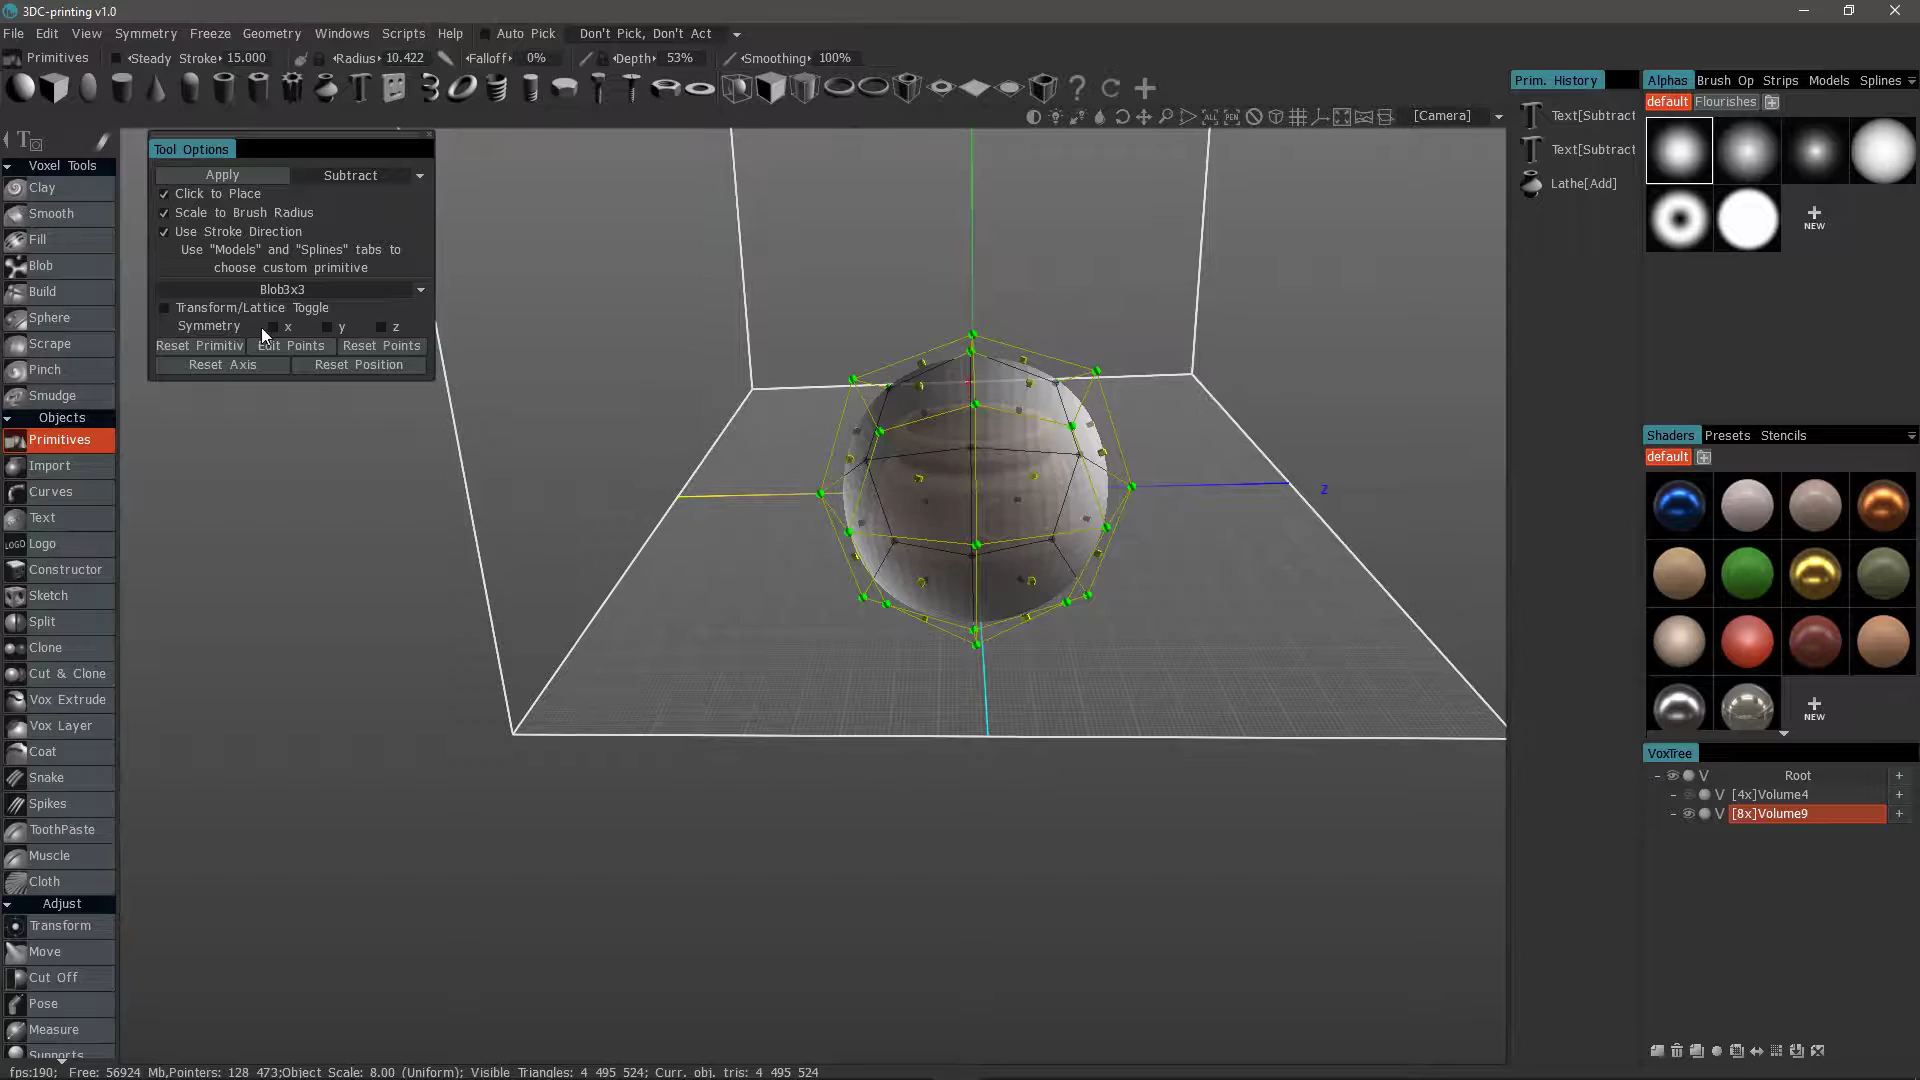 3DC-printing v1.0
File Edit View Symmetry Freeze Geometry Windows Scripts Help Auto Pick Don't Pick, Don't Act
Primitives Steady Stroke 15.000 Radius 10.422 Falloff 0% Depth 53% Smoothing 100%
[Camera]
Tool Options
Apply Subtract
Click to Place
Scale to Brush Radius
Use Stroke Direction
Use "Models" and "Splines" tabs to
choose custom primitive
Blob3x3
Transform/Lattice Toggle
Symmetry x y z
Reset Primitiv Edit Points Reset Points
Reset Axis Reset Position
Voxel Tools
Clay
Smooth
Fill
Blob
Build
Sphere
Scrape
Pinch
Smudge
Objects
Primitives
Import
Curves
Text
LOGO Logo
Constructor
Sketch
Split
Clone
Cut & Clone
Vox Extrude
Vox Layer
Coat
Snake
Spikes
ToothPaste
Muscle
Cloth
Adjust
Transform
Move
Cut Off
Pose
Measure
Supports
z
Prim. History
Text[Subtract
Text[Subtract
Lathe[Add]
Alphas Brush Op Strips Models Splines
default Flourishes
NEW
Shaders Presets Stencils
default
NEW
VoxTree
V Root
V [4x]Volume4
V [8x]Volume9
fps:190; Free: 56924 Mb,Pointers: 128 473;Object Scale: 8.00 (Uniform); Visible Triangles: 4 495 524; Curr. obj. tris: 4 495 524